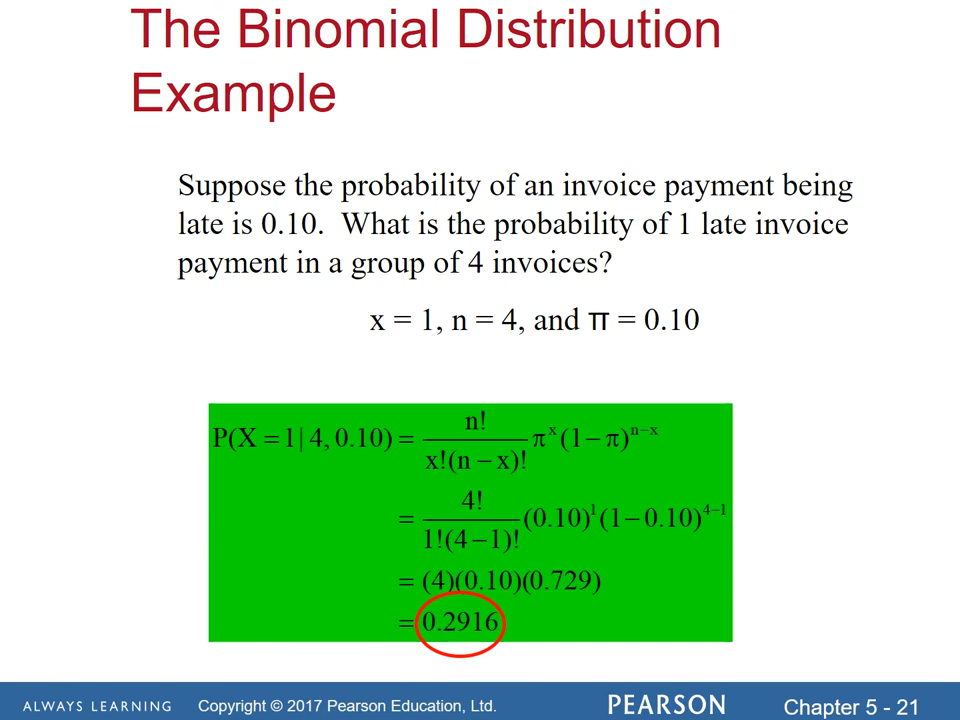 The Binomial Distribution
Example
Suppose the probability of an invoice payment being
late is 0.10. What is the probability of 1 late invoice
payment in a group of 4 invoices?
x = 1, n = 4, and π = 0.10
P(X = 1 | 4, 0.10) = n! / x!(n − x)! π^x (1 − π)^(n−x)
= 4! / 1!(4 − 1)! (0.10)^1 (1 − 0.10)^(4−1)
= (4)(0.10)(0.729)
= 0.2916
ALWAYS LEARNING Copyright © 2017 Pearson Education, Ltd. PEARSON Chapter 5 - 21